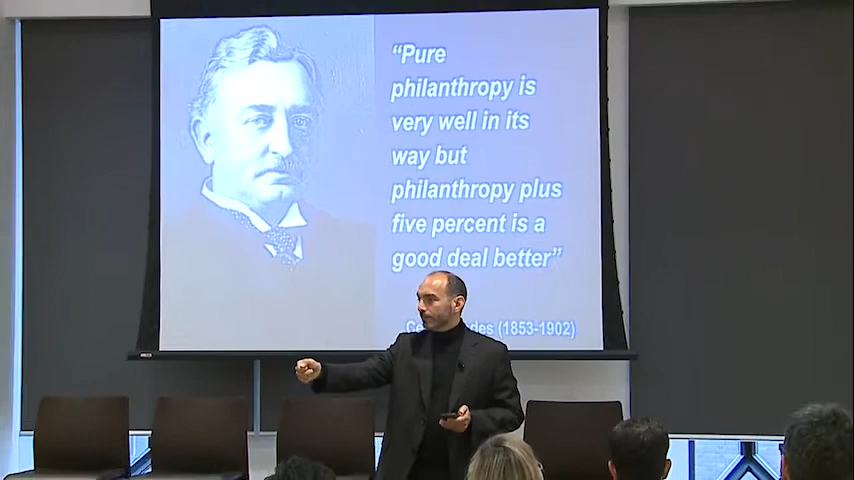 “Pure
philanthropy is
very well in its
way but
philanthropy plus
five percent is a
good deal better”
(1853-1902)